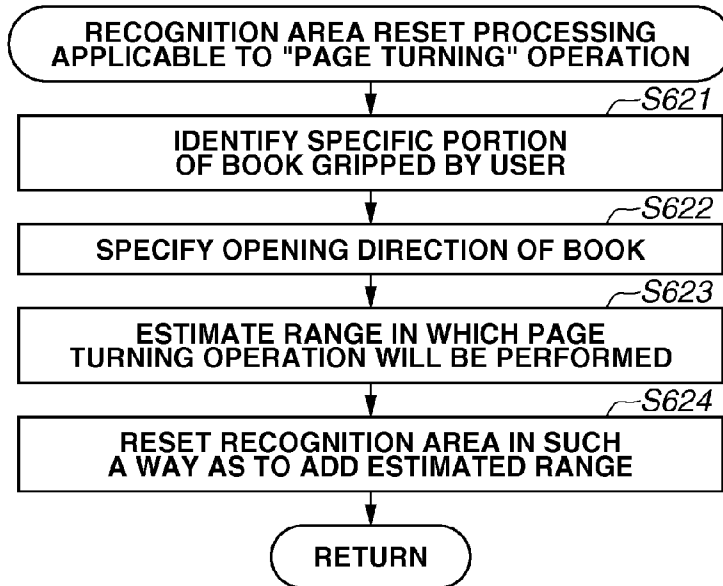 RECOGNITION AREA RESET PROCESSING
APPLICABLE TO "PAGE TURNING" OPERATION
S621
IDENTIFY SPECIFIC PORTION
OF BOOK GRIPPED BY USER
S622
SPECIFY OPENING DIRECTION OF BOOK
S623
ESTIMATE RANGE IN WHICH PAGE
TURNING OPERATION WILL BE PERFORMED
S624
RESET RECOGNITION AREA IN SUCH
A WAY AS TO ADD ESTIMATED RANGE
RETURN